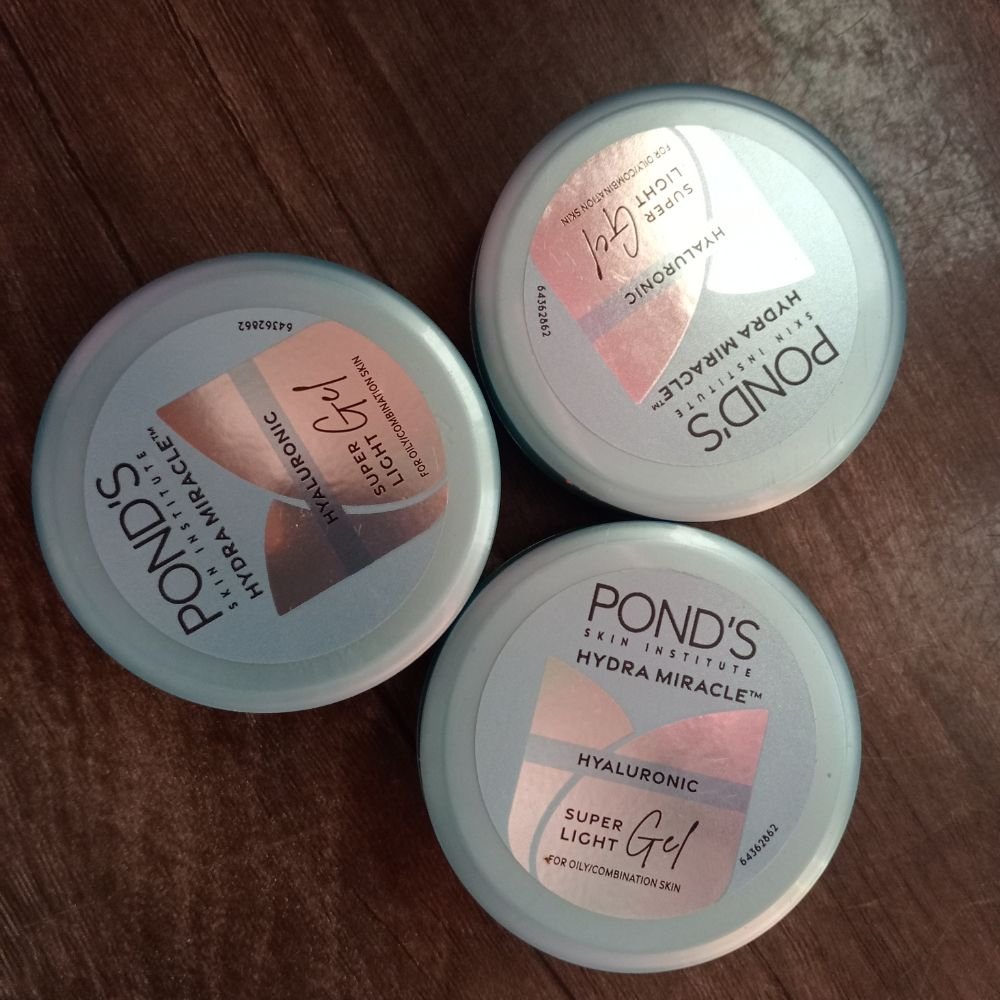 POND'S
SKIN INSTITUTE
HYDRA MIRACLE™
HYALURONIC
SUPER
LIGHT Gel
FOR OILY/COMBINATION SKIN
64362862
POND'S
SKIN INSTITUTE
HYDRA MIRACLE™
HYALURONIC
SUPER
LIGHT Gel
FOR OILY/COMBINATION SKIN
64362862
POND'S
SKIN INSTITUTE
HYDRA MIRACLE™
HYALURONIC
SUPER
LIGHT Gel
FOR OILY/COMBINATION SKIN
64362862